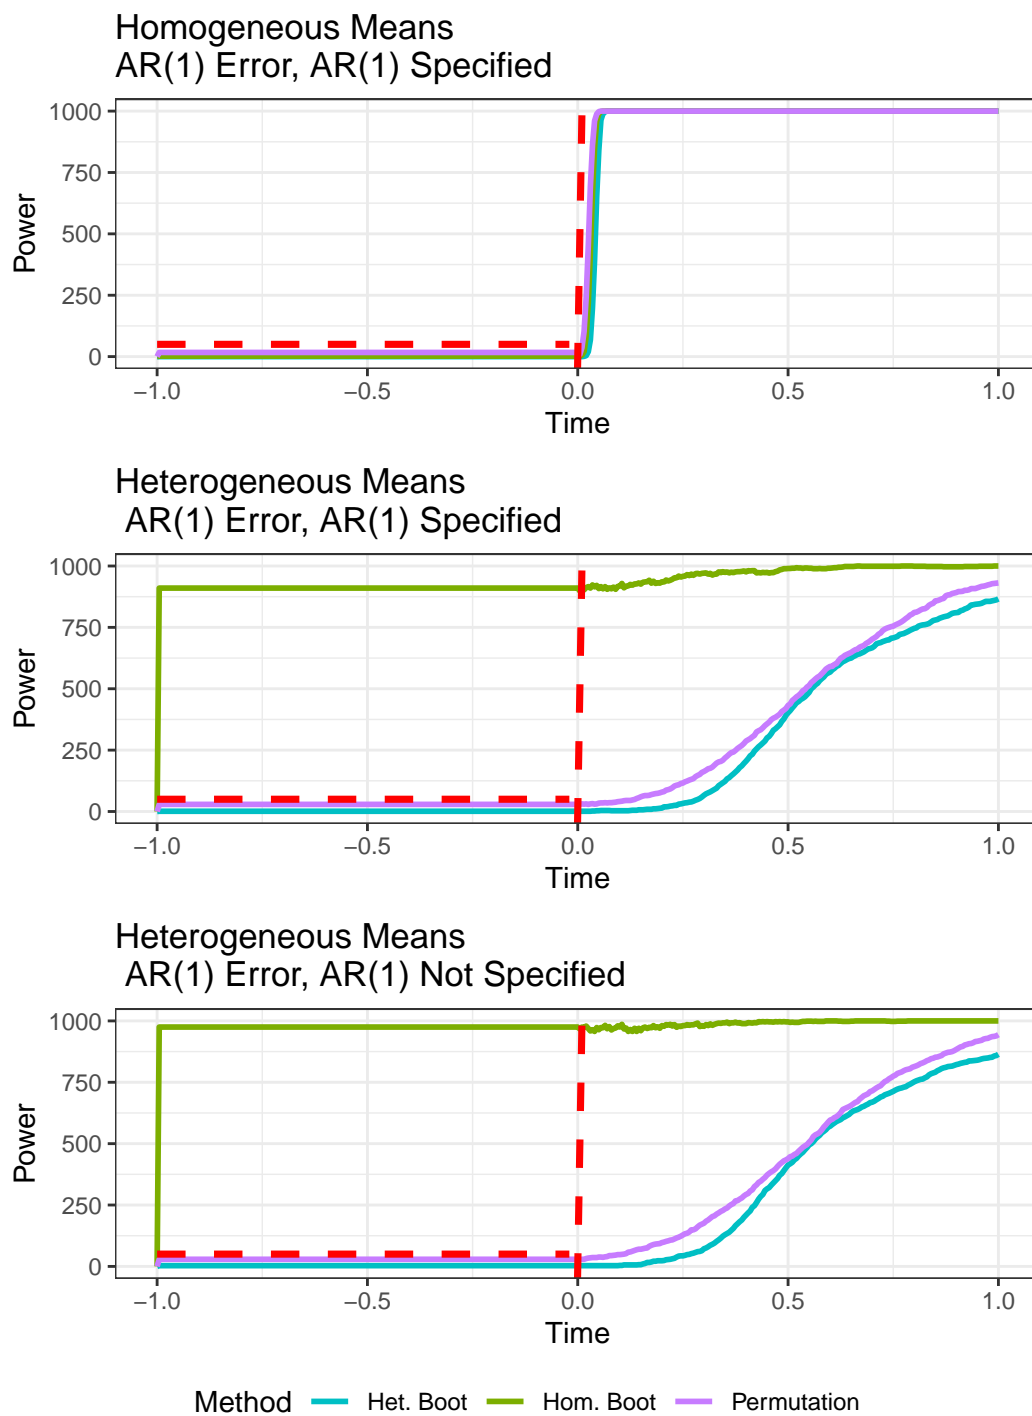 Homogeneous Means
AR(1) Error, AR(1) Specified
1000
750
500
250
0
Power
−1.0
−0.5
0.0
0.5
1.0
Time
Heterogeneous Means
AR(1) Error, AR(1) Specified
1000
750
500
250
0
Power
−1.0
−0.5
0.0
0.5
1.0
Time
Heterogeneous Means
AR(1) Error, AR(1) Not Specified
1000
750
500
250
0
Power
−1.0
−0.5
0.0
0.5
1.0
Time
Method Het. Boot Hom. Boot Permutation